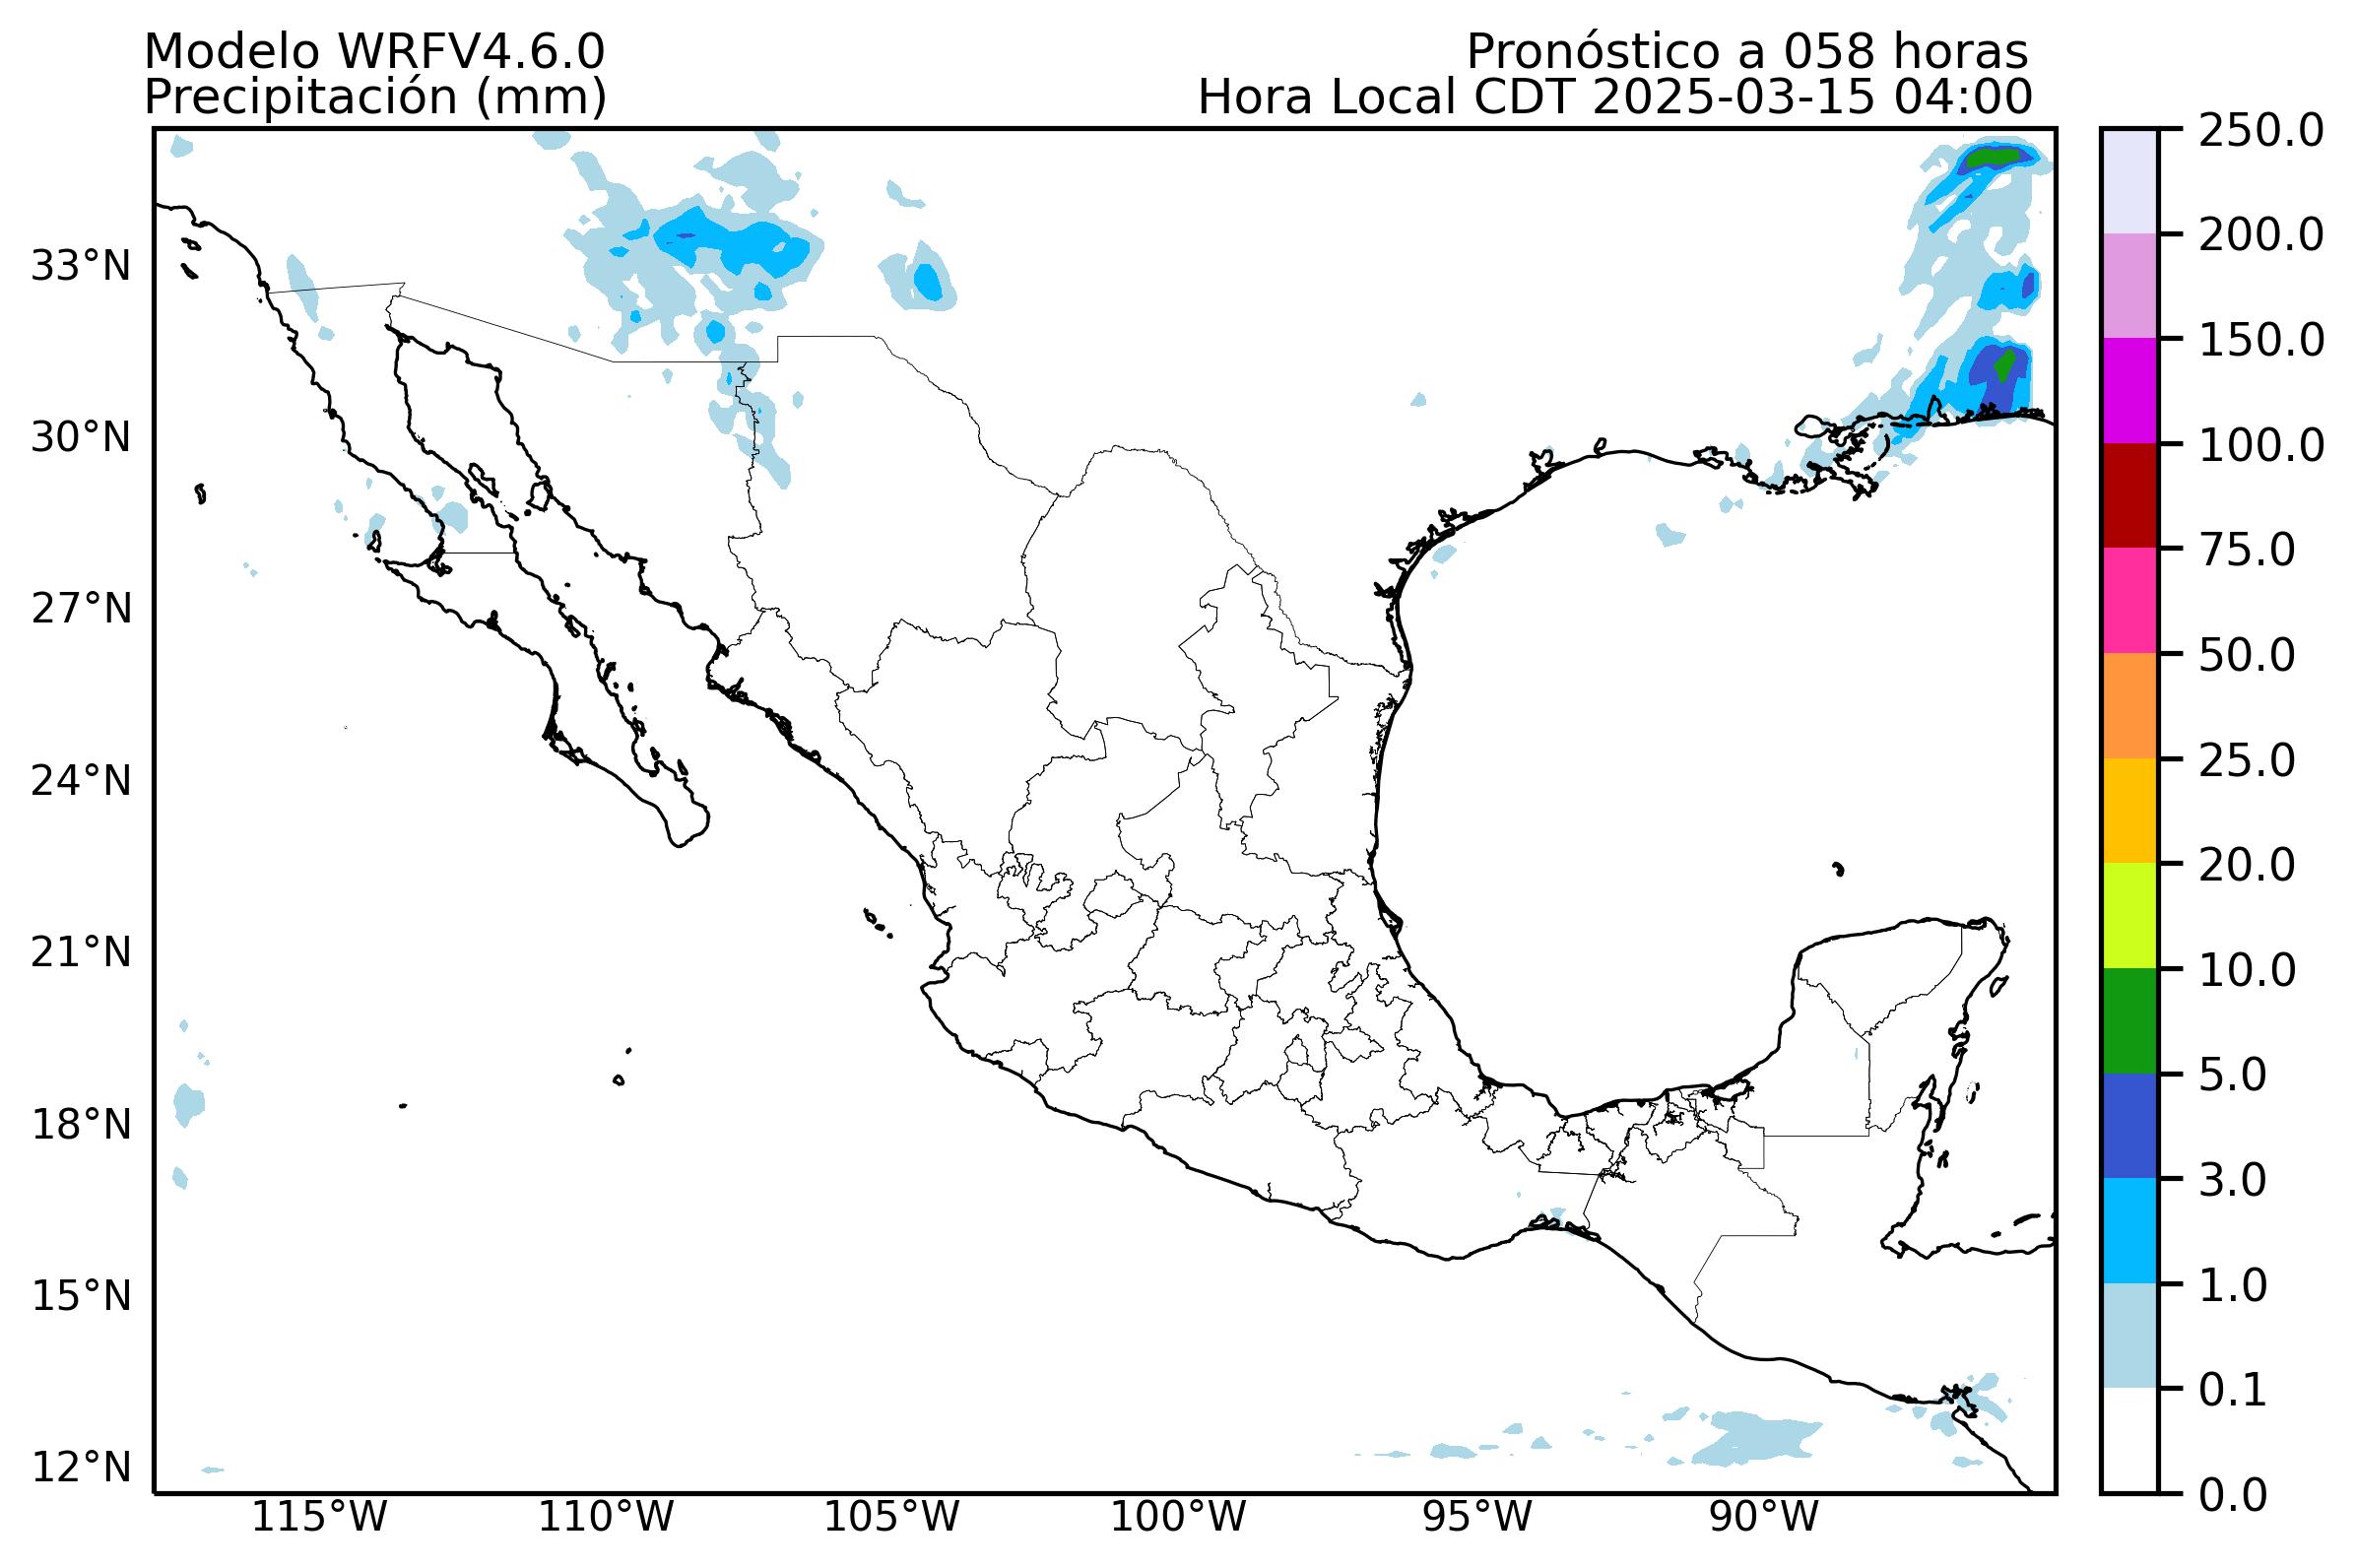 Modelo WRFV4.6.0
Precipitación (mm)
Pronóstico a 058 horas
Hora Local CDT 2025-03-15 04:00
33°N
30°N
27°N
24°N
21°N
18°N
15°N
12°N
115°W
110°W
105°W
100°W
95°W
90°W
250.0
200.0
150.0
100.0
75.0
50.0
25.0
20.0
10.0
5.0
3.0
1.0
0.1
0.0